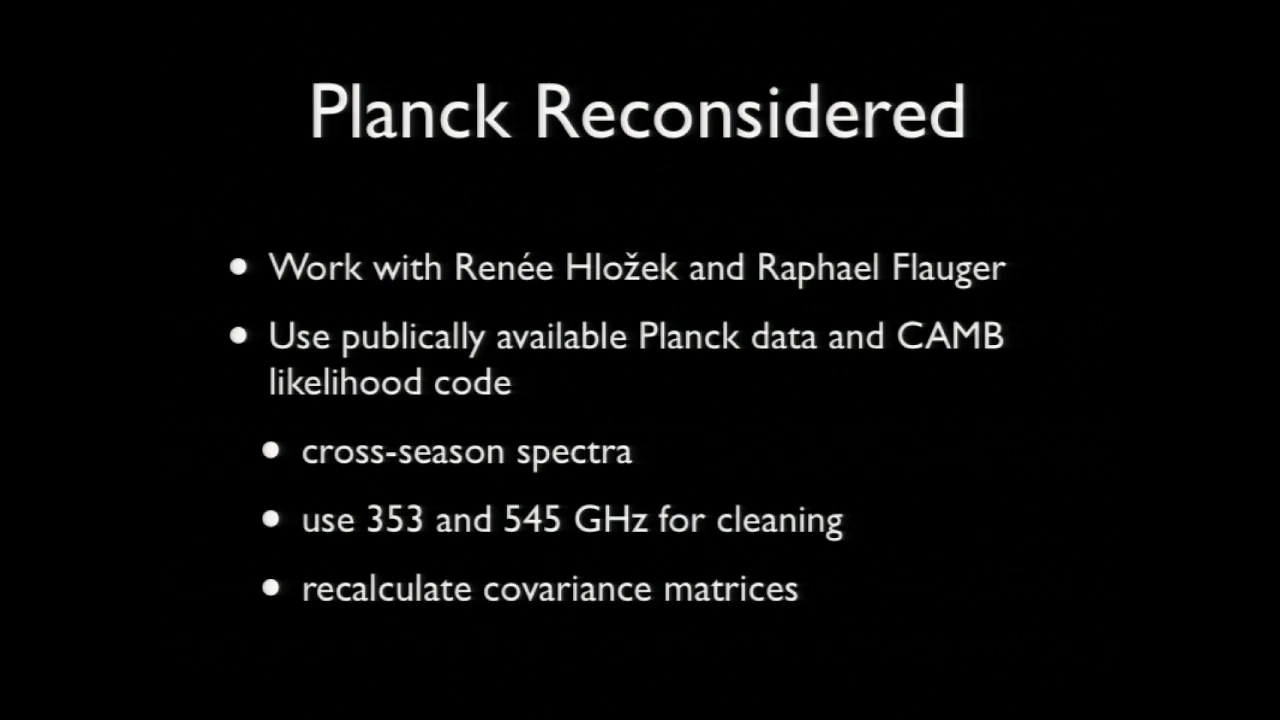 Planck Reconsidered
• Work with Renée Hložek and Raphael Flauger
• Use publically available Planck data and CAMB
likelihood code
• cross-season spectra
• use 353 and 545 GHz for cleaning
• recalculate covariance matrices